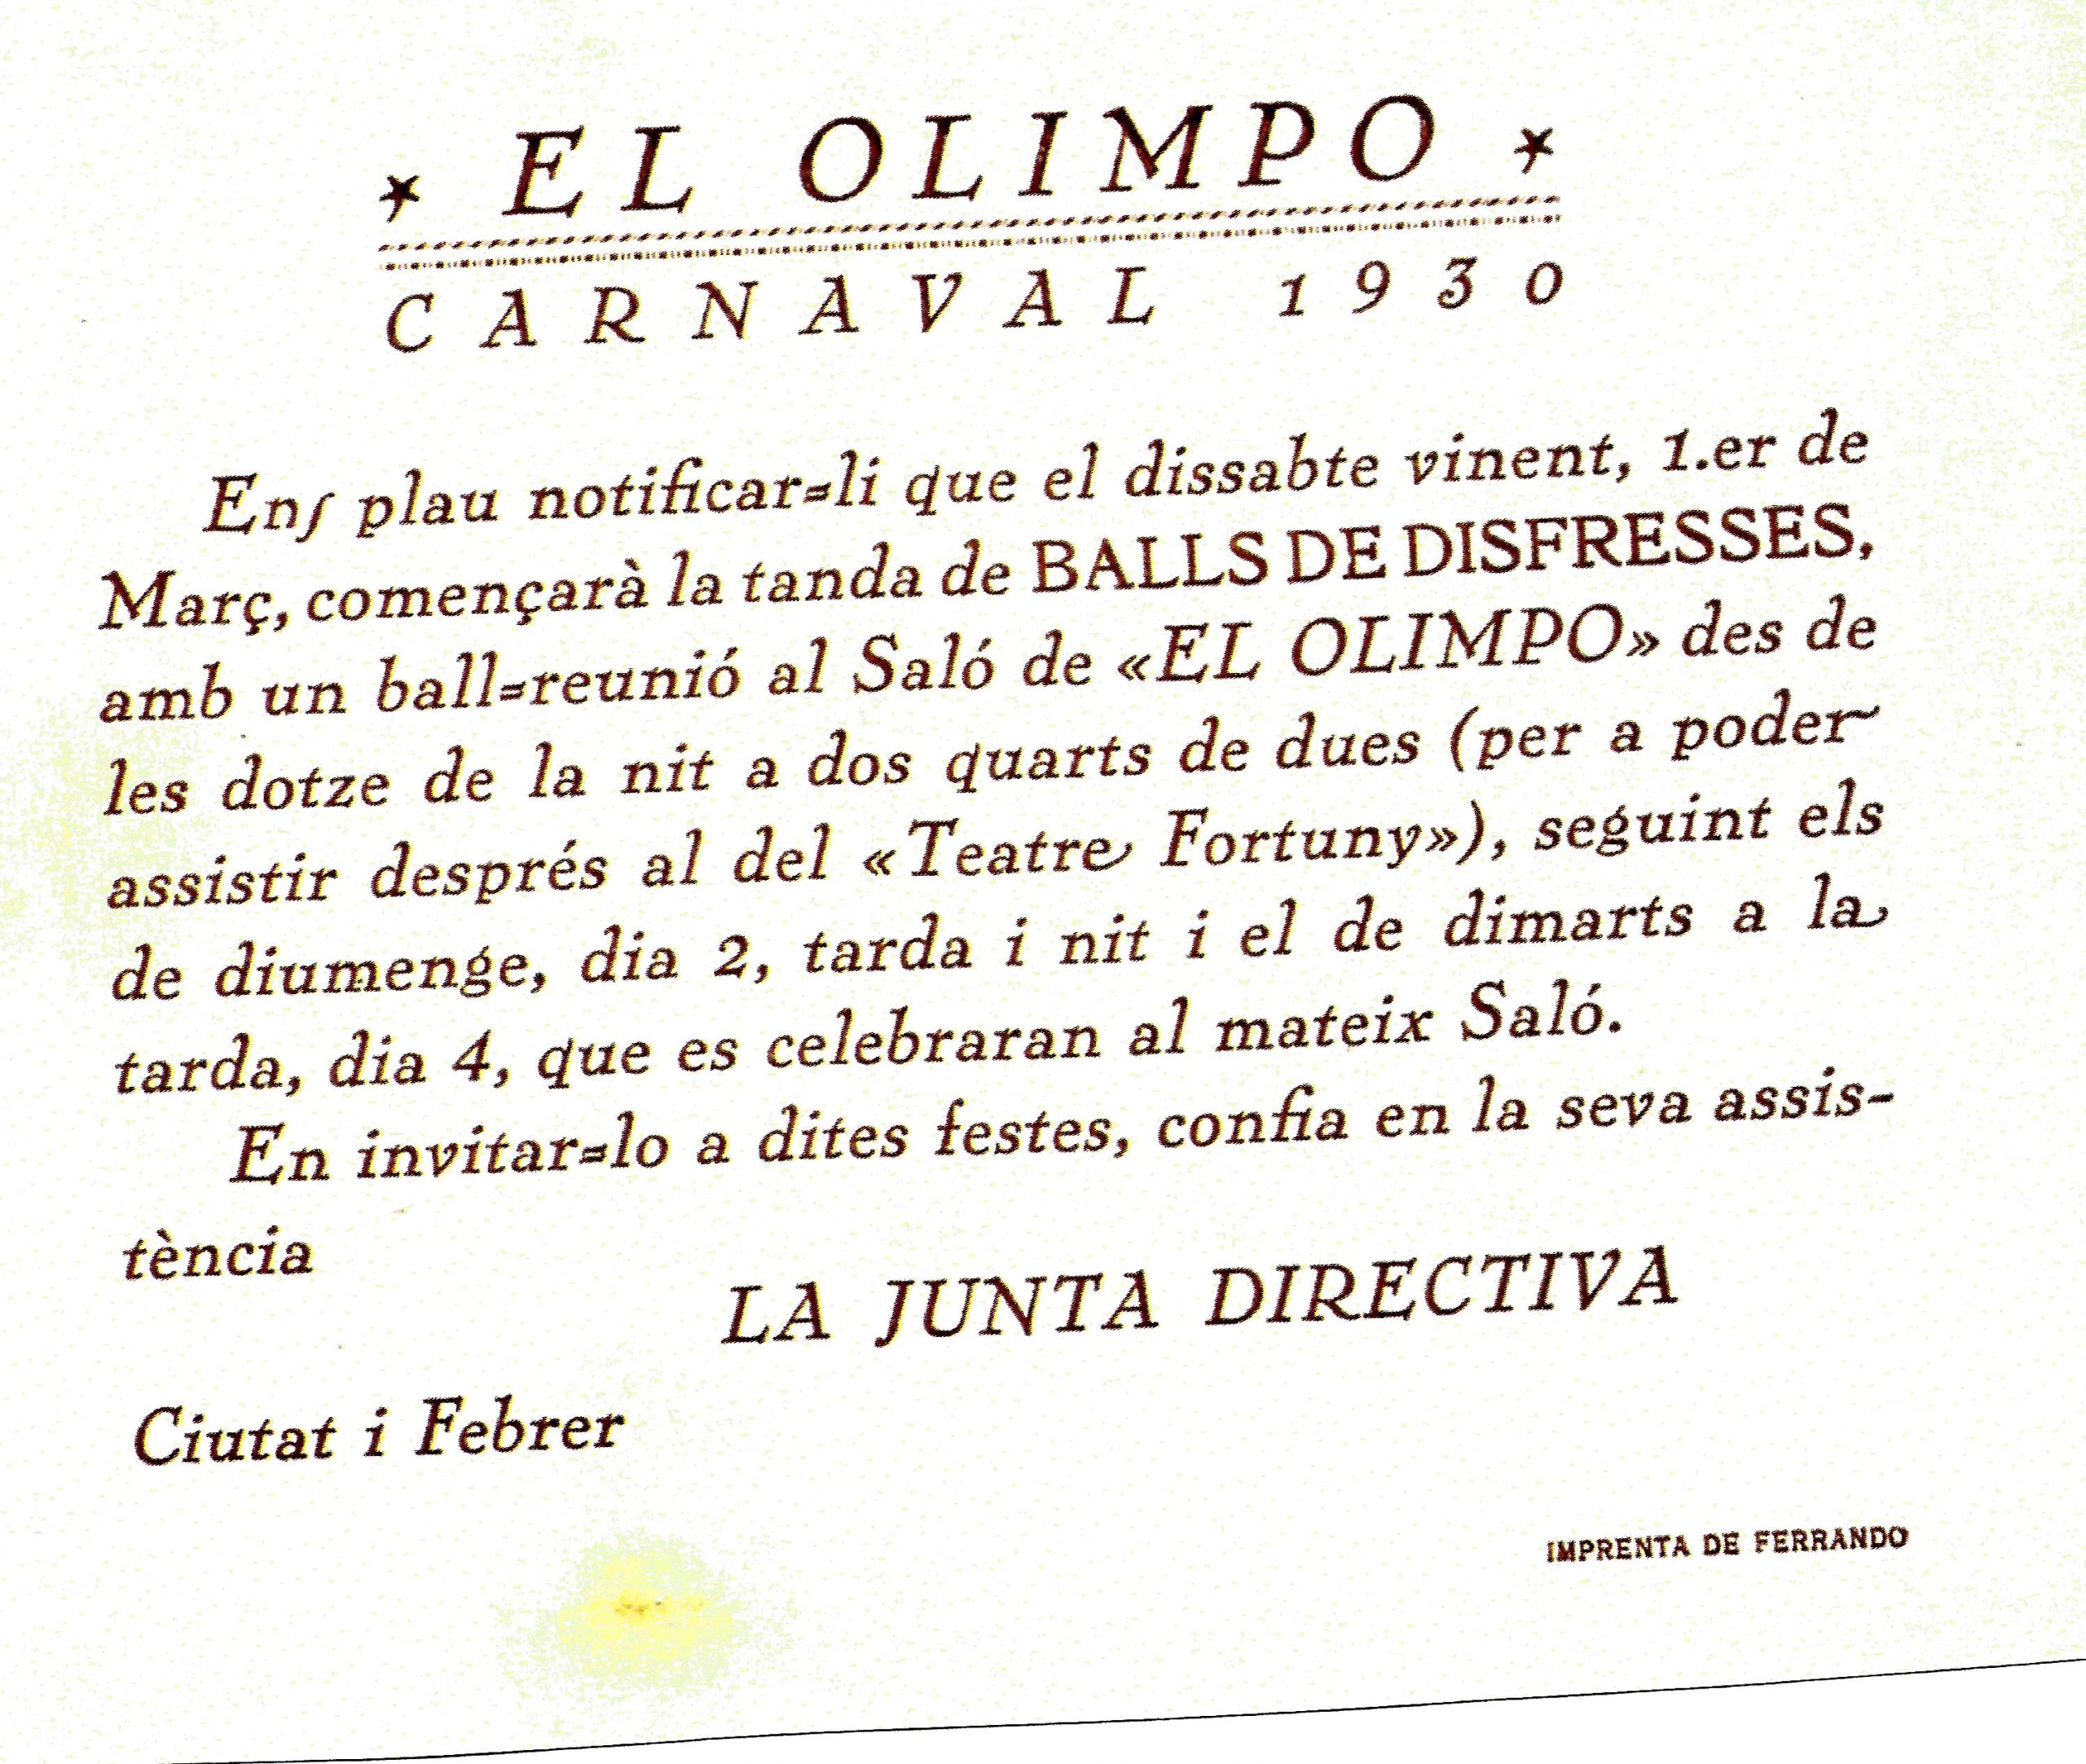 * EL OLIMPO *
CARNAVAL 1930
Ens plau notificar=li que el dissabte vinent, 1.er de
Març, començarà la tanda de BALLS DE DISFRESSES,
amb un ball=reunió al Saló de «EL OLIMPO» des de
les dotze de la nit a dos quarts de dues (per a poder
assistir després al del «Teatre Fortuny»), seguint els
de diumenge, dia 2, tarda i nit i el de dimarts a la
tarda, dia 4, que es celebraran al mateix Saló.
En invitar=lo a dites festes, confia en la seva assis-
tència
LA JUNTA DIRECTIVA
Ciutat i Febrer
IMPRENTA DE FERRANDO